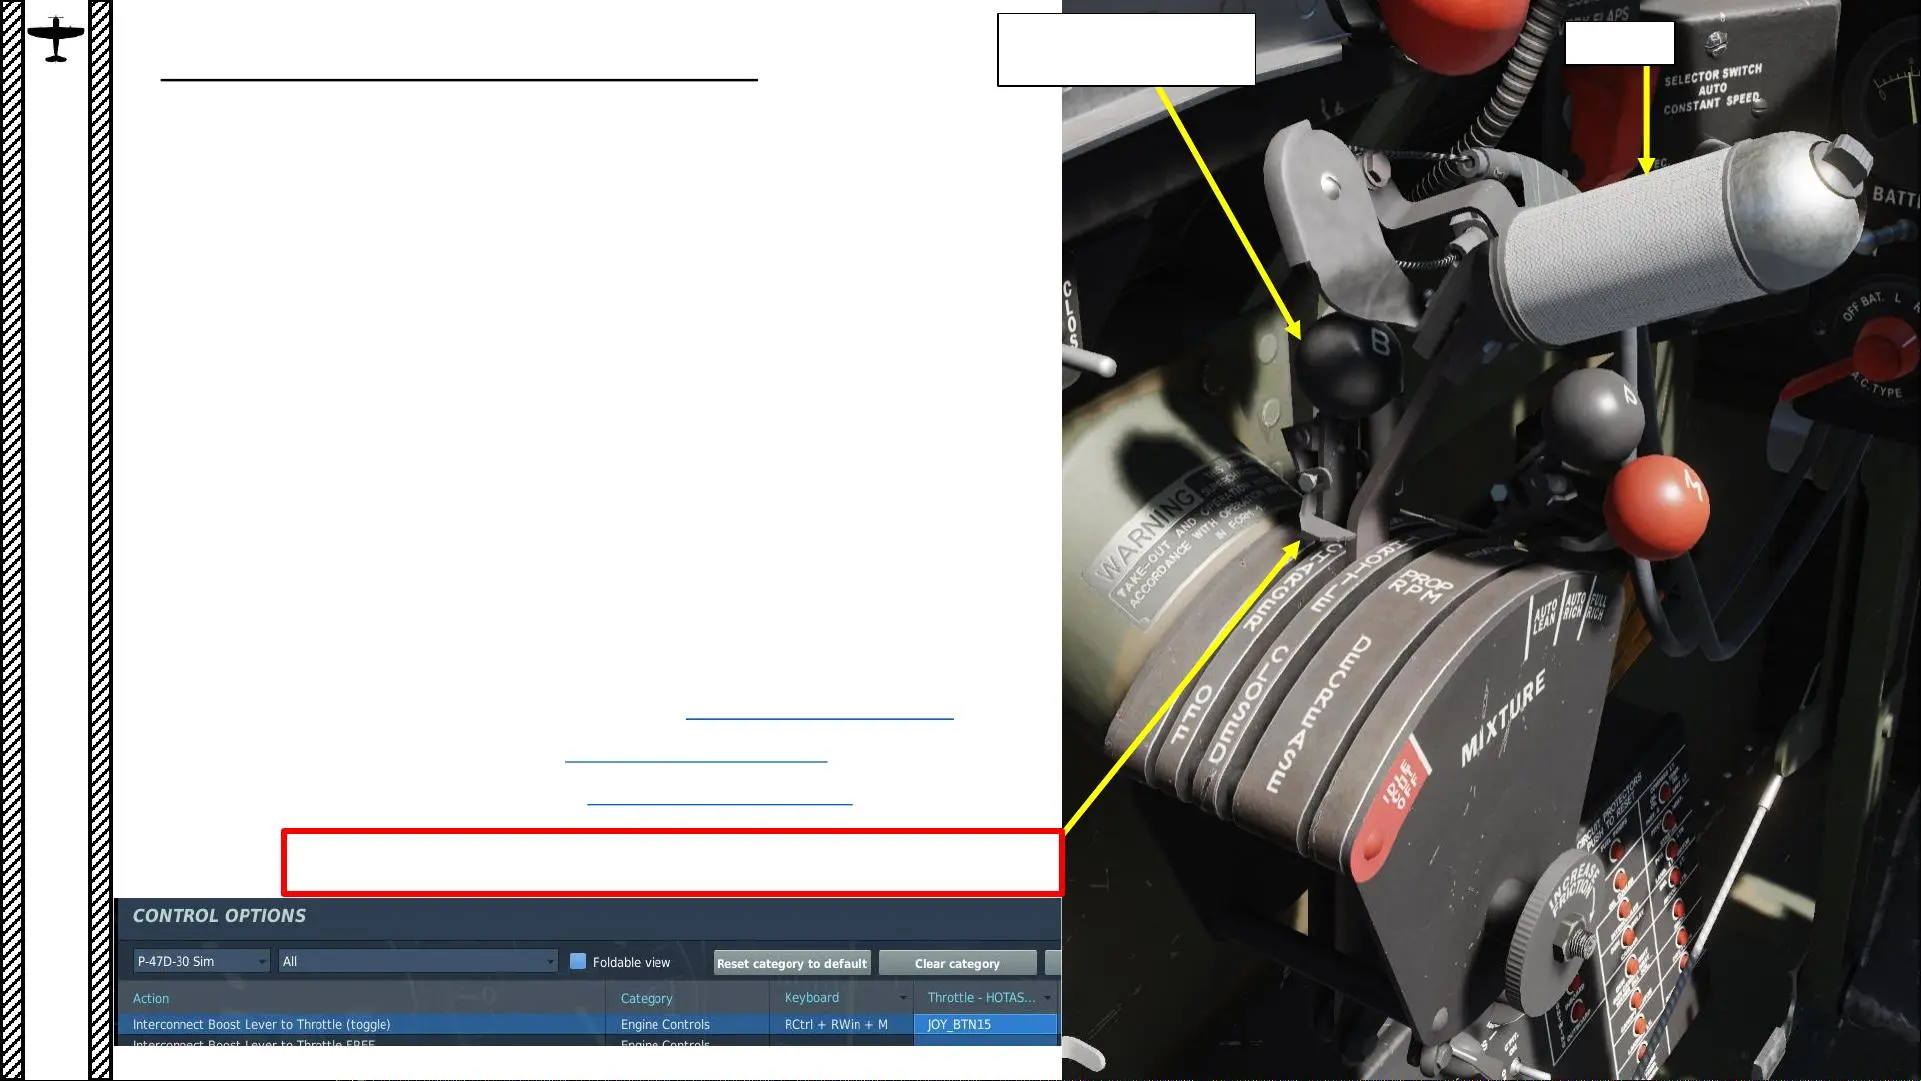 SELECTOR SWITCH
AUTO
CONSTANT SPEED
BATT
OFF BAT. L
A.C. TYPE
CLOS
B
WARNING
TAKE-OUT AND
ACCORDANCE WITH
IN FORM
CHARGER
OFF
THROTTLE
CLOSED
PROP
RPM
DECREASE
AUTO
LEAN
AUTO
RICH
FULL
RICH
MIXTURE
IDLE
CUT
OFF
CIRCUIT PROTECTORS
PUSH TO RESET
INCREASE
FRICTION
CONTROL OPTIONS
P-47D-30 Sim
All
Foldable view
Reset category to default
Clear category
Action
Category
Keyboard
Throttle - HOTAS...
Interconnect Boost Lever to Throttle (toggle)
Engine Controls
RCtrl + RWin + M
JOY_BTN15
Interconnect Boost Lever to Throttle FREE
Engine Controls